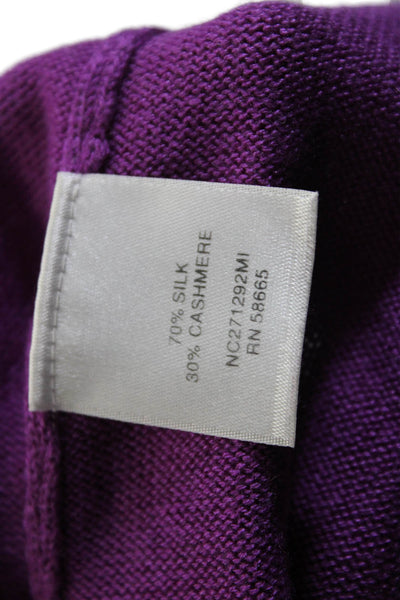 70% SILK
30% CASHMERE
NC271292MI
RN 58665